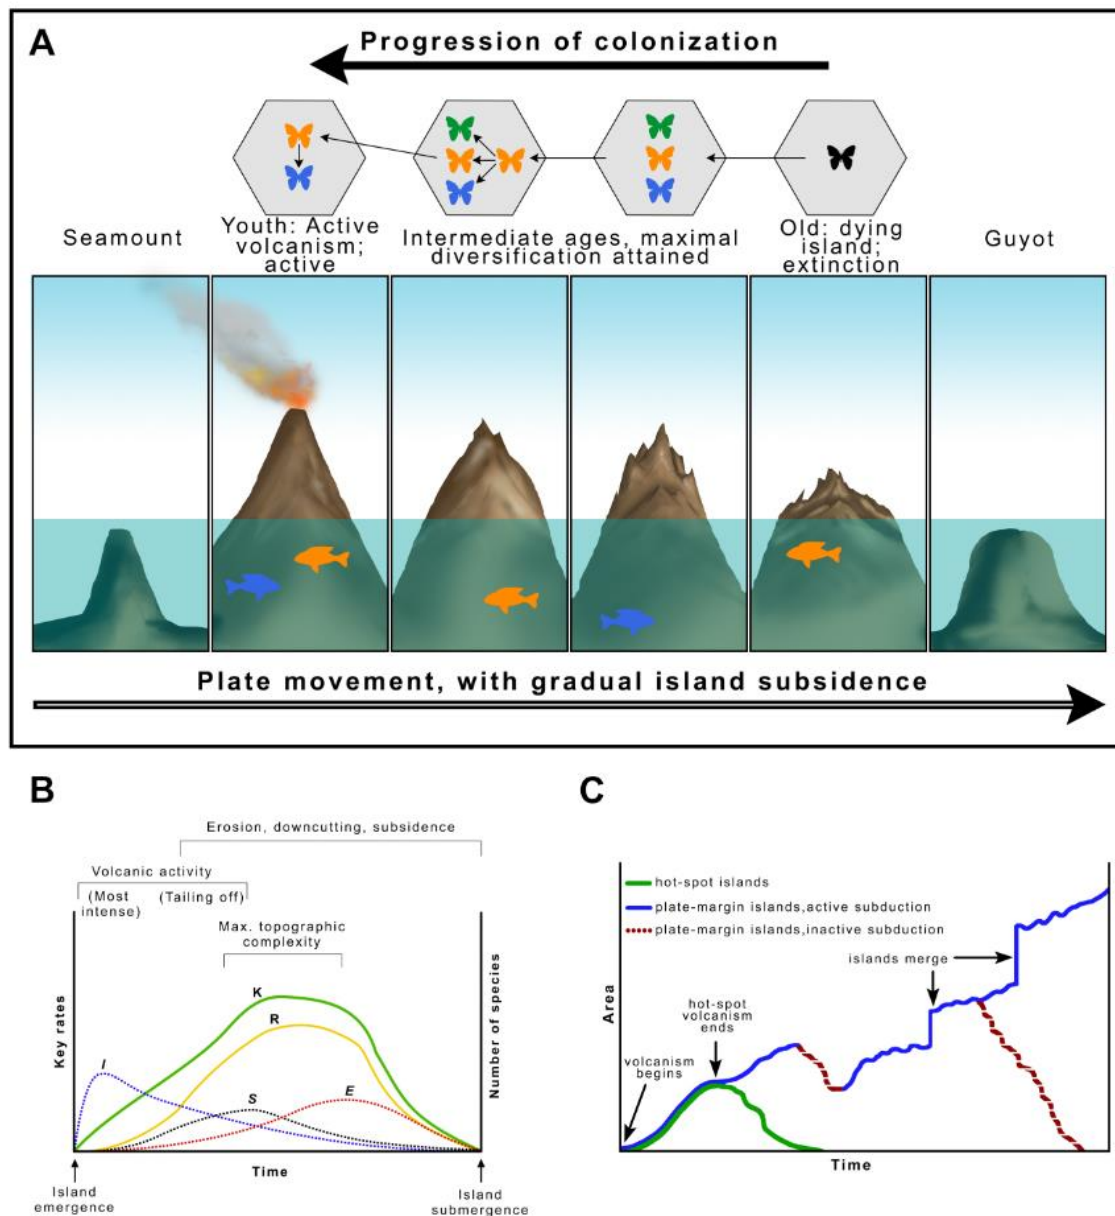 A
Progression of colonization
Seamount
Youth: Active
volcanism;
active
Intermediate ages, maximal
diversification attained
Old: dying
island;
extinction
Guyot
Plate movement, with gradual island subsidence
B
Erosion, downcutting, subsidence
Volcanic activity
(Most
intense)
(Tailing off)
Max. topographic
complexity
K
R
I
S
E
Key rates
Number of species
Time
Island
emergence
Island
submergence
C
hot-spot islands
plate-margin islands,active subduction
plate-margin islands,inactive subduction
islands merge
hot-spot
volcanism
ends
volcanism
begins
Area
Time